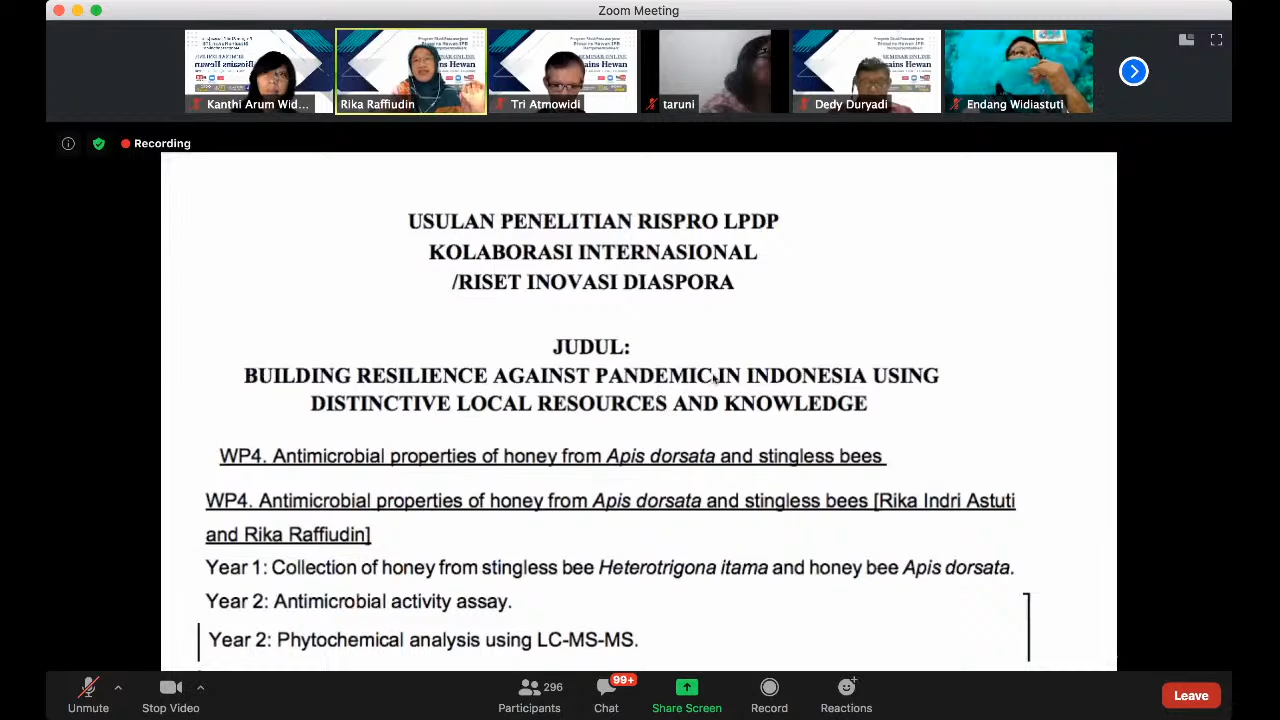 Zoom Meeting
Kanthi Arum Wid...
Rika Raffiudin
Tri Atmowidi
taruni
Dedy Duryadi
Endang Widiastuti
Recording
USULAN PENELITIAN RISPRO LPDP
KOLABORASI INTERNASIONAL
/RISET INOVASI DIASPORA
JUDUL:
BUILDING RESILIENCE AGAINST PANDEMIC IN INDONESIA USING
DISTINCTIVE LOCAL RESOURCES AND KNOWLEDGE
WP4. Antimicrobial properties of honey from Apis dorsata and stingless bees
WP4. Antimicrobial properties of honey from Apis dorsata and stingless bees [Rika Indri Astuti
and Rika Raffiudin]
Year 1: Collection of honey from stingless bee Heterotrigona itama and honey bee Apis dorsata.
Year 2: Antimicrobial activity assay.
Year 2: Phytochemical analysis using LC-MS-MS.
Unmute
Stop Video
296
Participants
99+
Chat
Share Screen
Record
Reactions
Leave